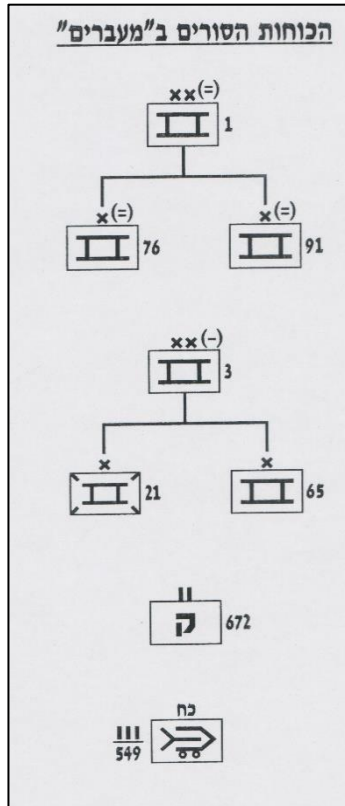 הכוחות הסורים ב"מעברים"
××(=)
1
×(=)
76
×(=)
91
××(-)
3
×
21
×
65
II
ק
672
כח
III
549